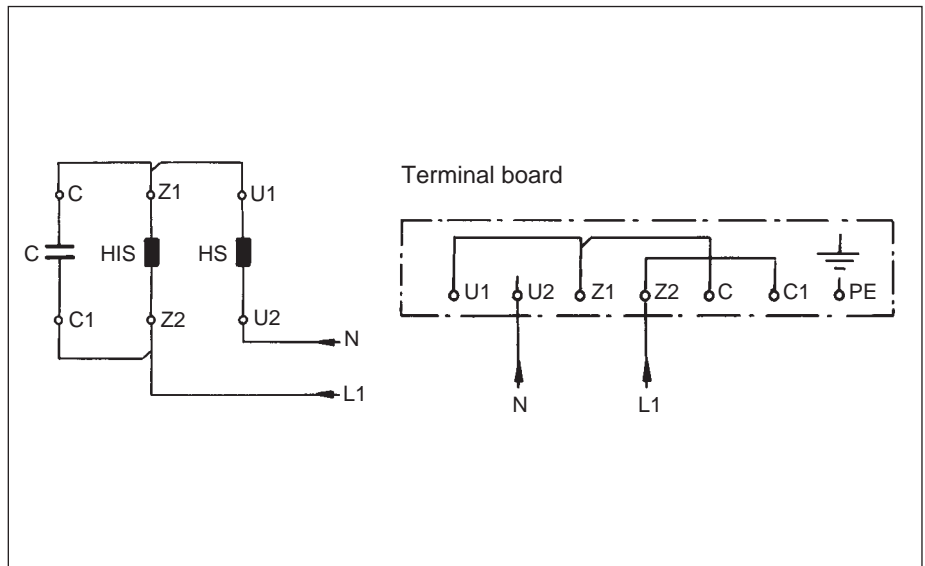 C Z1 U1
C HIS HS
C1 Z2 U2
N
L1
Terminal board
U1 U2 Z1 Z2 C C1 PE
N L1